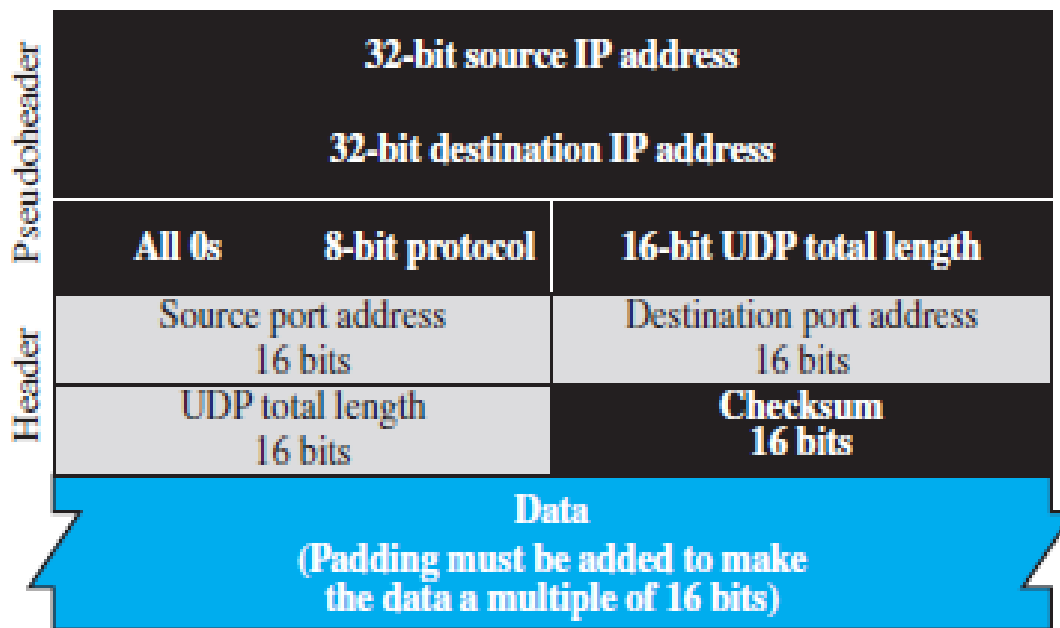 Pseudoheader
32-bit source IP address
32-bit destination IP address
All 0s 8-bit protocol 16-bit UDP total length
Header
Source port address Destination port address
16 bits 16 bits
UDP total length Checksum
16 bits 16 bits
Data
(Padding must be added to make
the data a multiple of 16 bits)